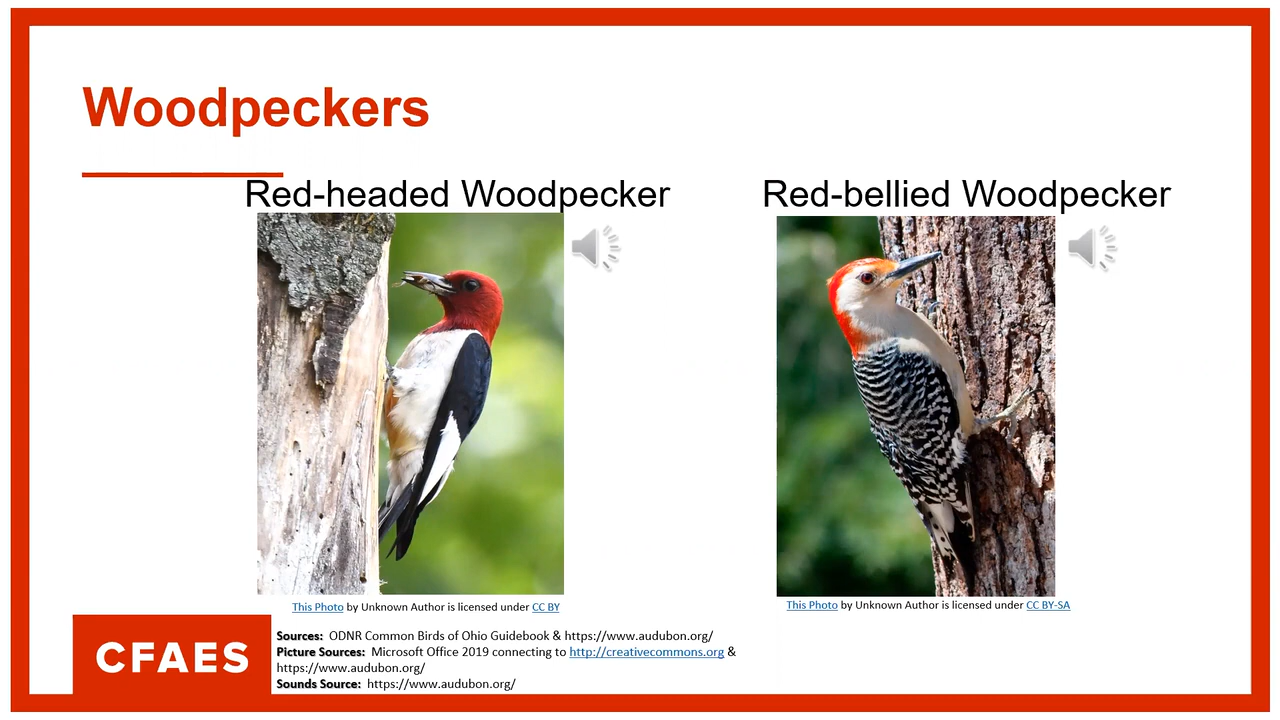 Woodpeckers
Red-headed Woodpecker
Red-bellied Woodpecker
This Photo by Unknown Author is licensed under CC BY
This Photo by Unknown Author is licensed under CC BY-SA
Sources: ODNR Common Birds of Ohio Guidebook & https://www.audubon.org/
Picture Sources: Microsoft Office 2019 connecting to http://creativecommons.org &
https://www.audubon.org/
Sounds Source: https://www.audubon.org/
CFAES